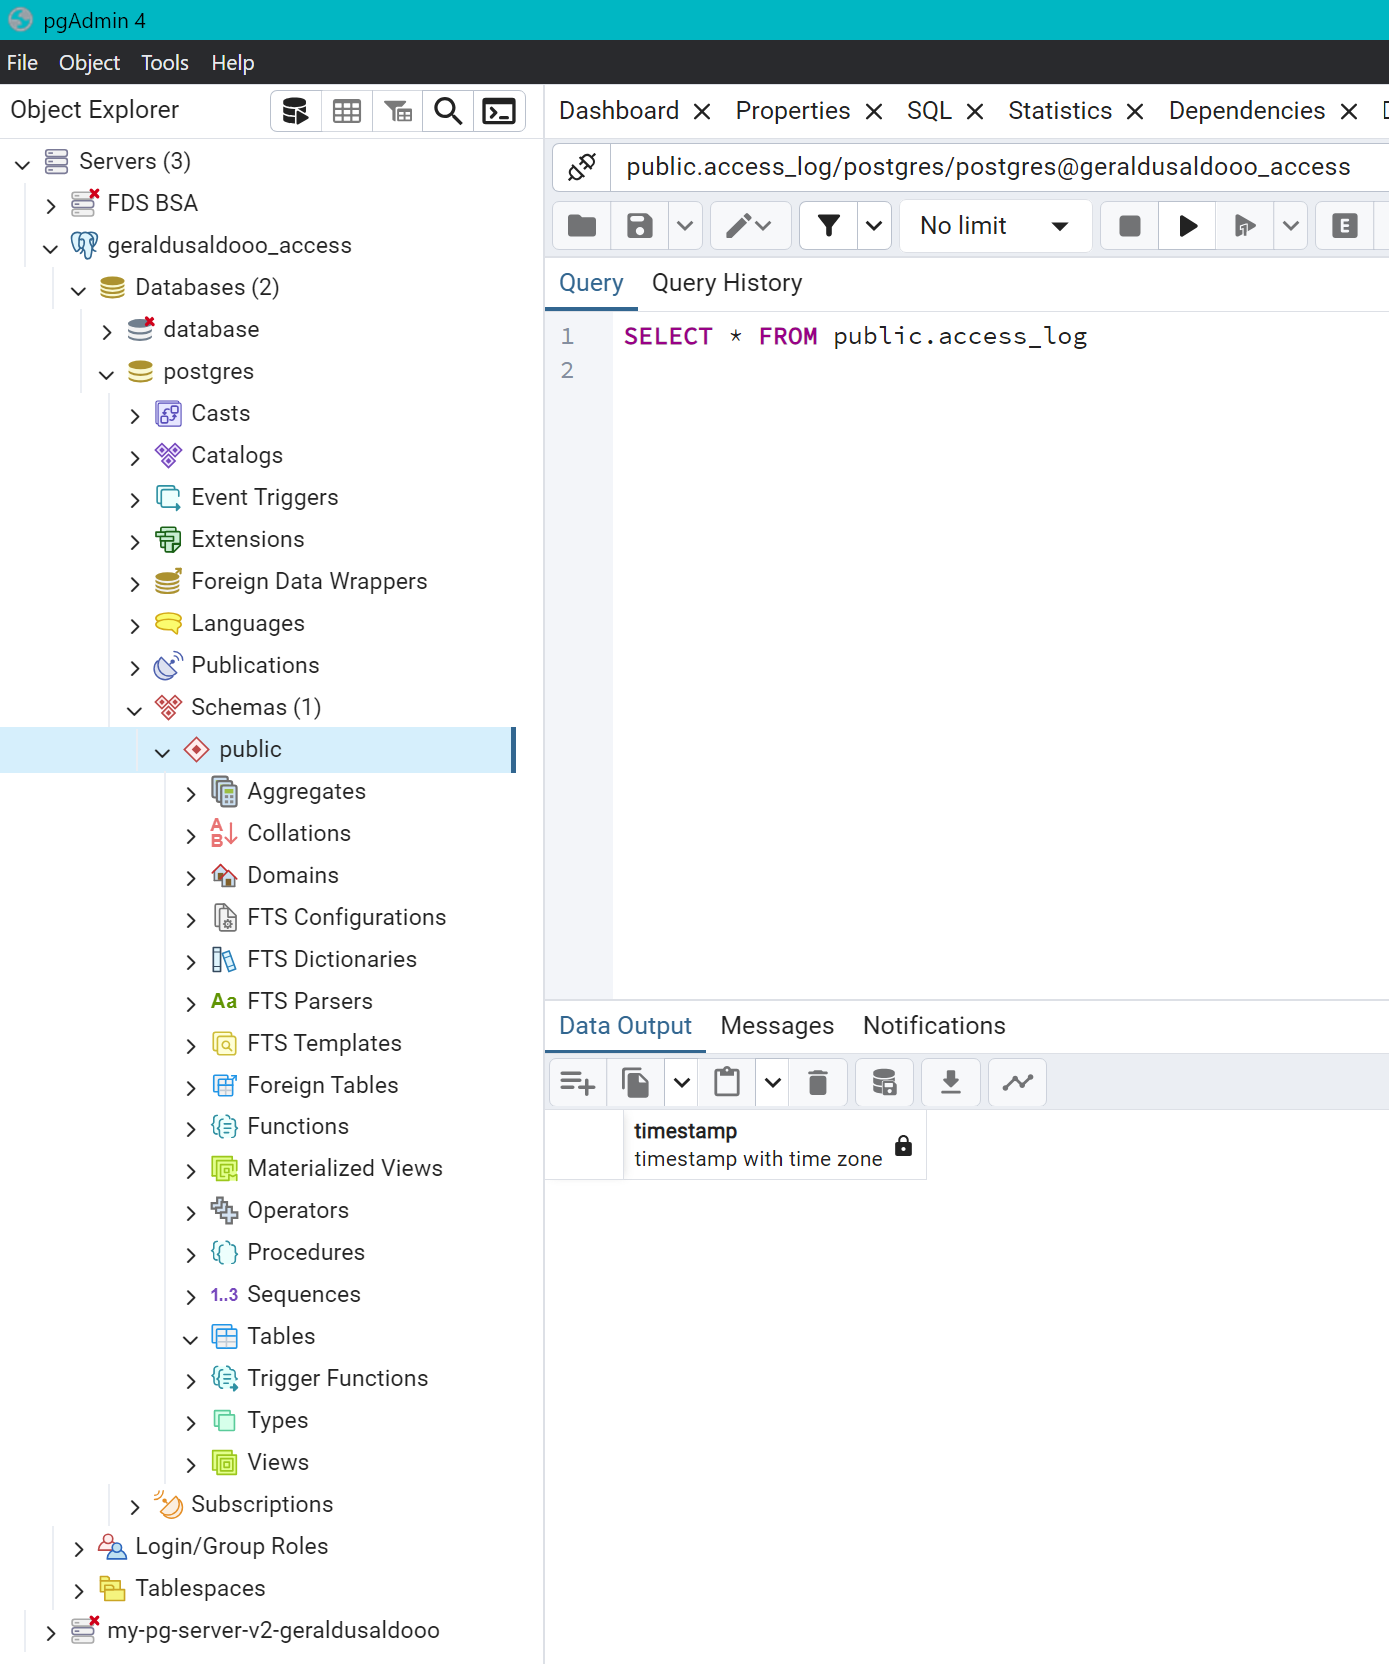 pgAdmin 4
File Object Tools Help
Object Explorer
Dashboard Properties SQL Statistics Dependencies
Servers (3)
FDS BSA
geraldusaldooo_access
Databases (2)
database
postgres
Casts
Catalogs
Event Triggers
Extensions
Foreign Data Wrappers
Languages
Publications
Schemas (1)
public
Aggregates
Collations
Domains
FTS Configurations
FTS Dictionaries
Aa FTS Parsers
FTS Templates
Foreign Tables
Functions
Materialized Views
Operators
Procedures
1..3 Sequences
Tables
Trigger Functions
Types
Views
Subscriptions
Login/Group Roles
Tablespaces
my-pg-server-v2-geraldusaldooo
public.access_log/postgres/postgres@geraldusaldooo_access
No limit E
Query Query History
1 SELECT * FROM public.access_log
2
Data Output Messages Notifications
timestamp
timestamp with time zone